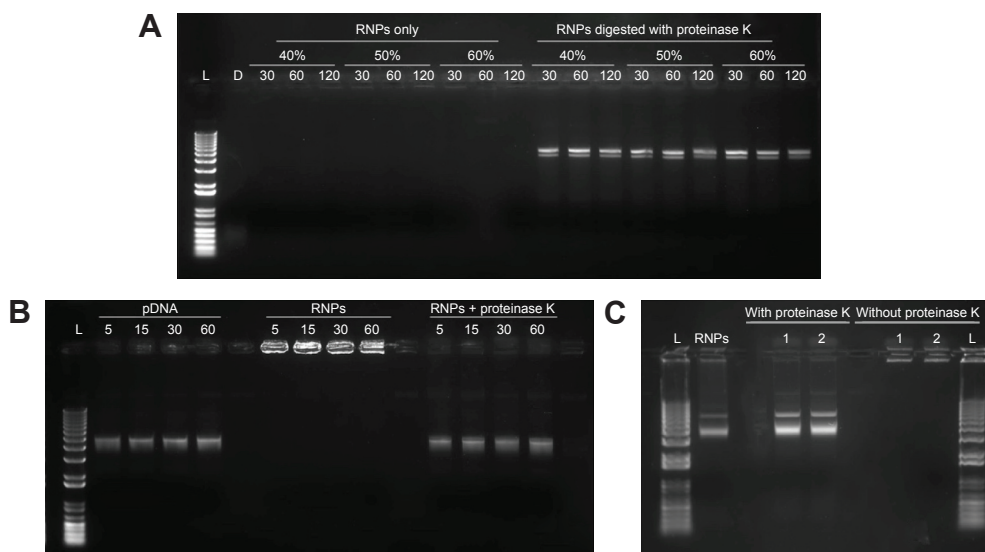 A
RNPs only RNPs digested with proteinase K
40% 50% 60% 40% 50% 60%
L D 30 60 120 30 60 120 30 60 120 30 60 120 30 60 120 30 60 120
B
pDNA RNPs RNPs + proteinase K
L 5 15 30 60 5 15 30 60 5 15 30 60
C
With proteinase K Without proteinase K
L RNPs 1 2 1 2 L